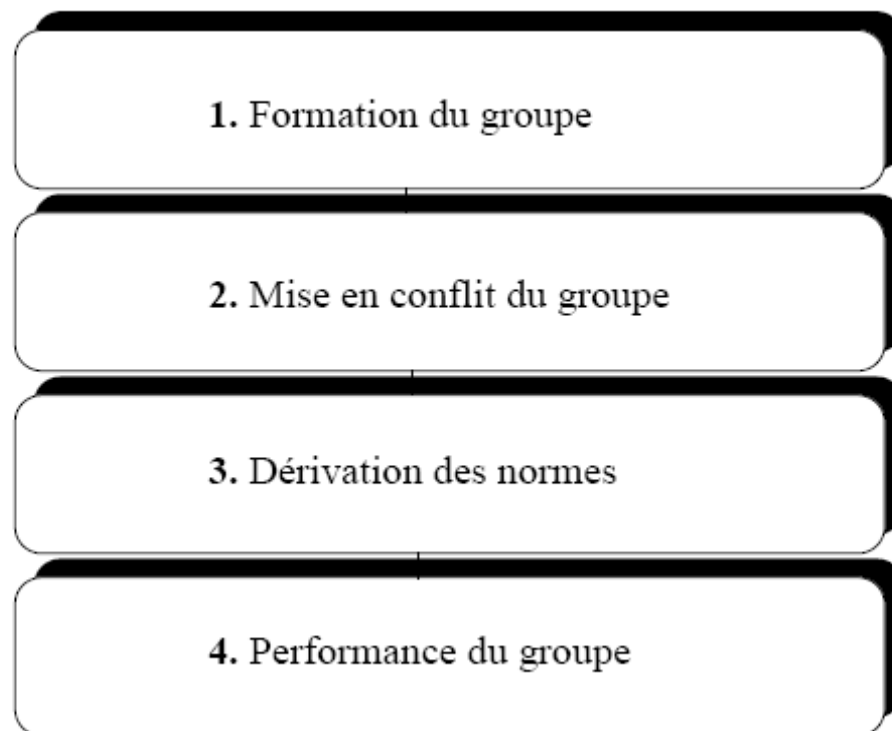 1. Formation du groupe
2. Mise en conflit du groupe
3. Dérivation des normes
4. Performance du groupe